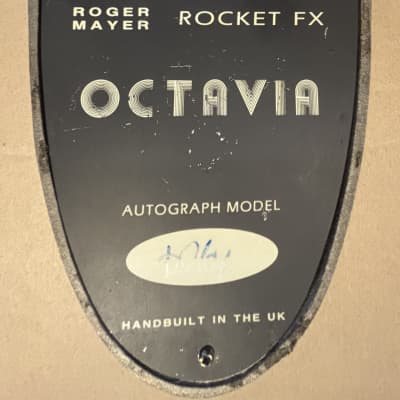 ROGER MAYER ROCKET FX
OCTAVIA
AUTOGRAPH MODEL
HANDBUILT IN THE UK